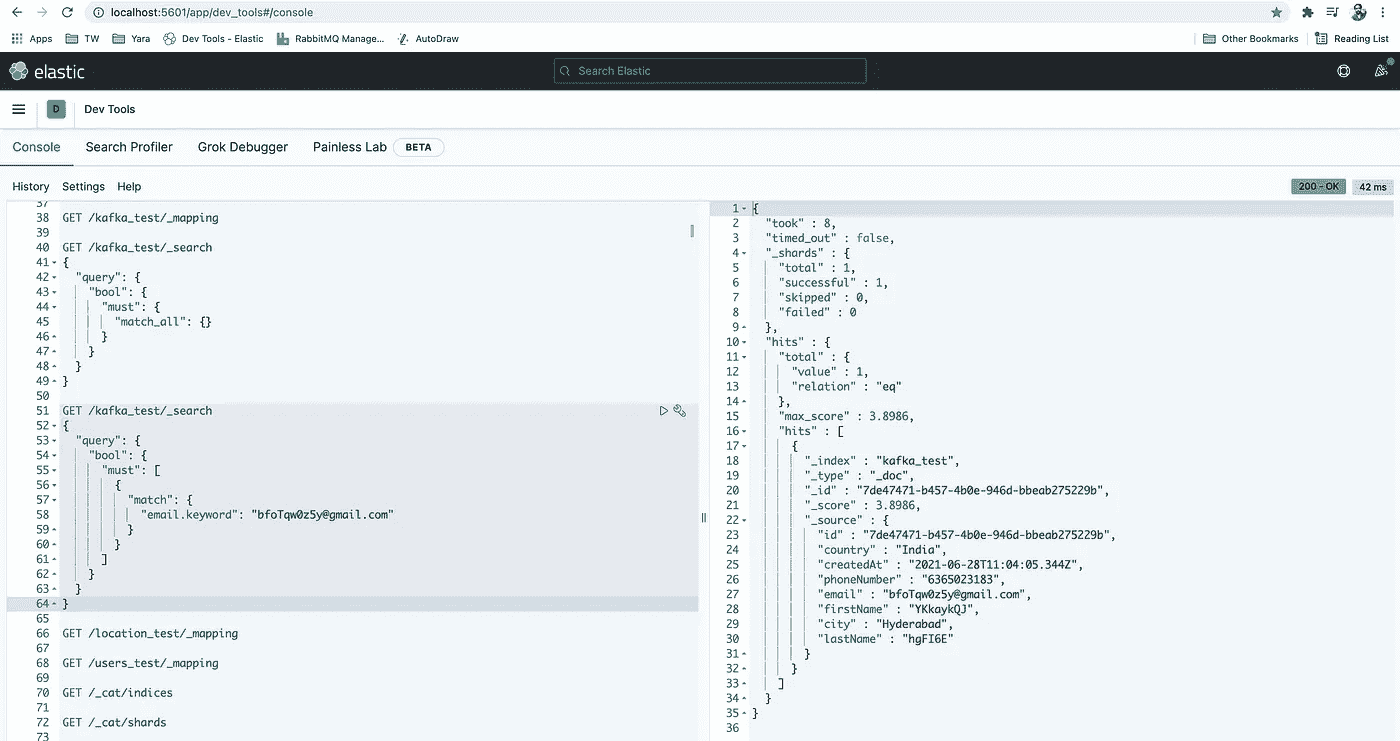 localhost:5601/app/dev_tools#/console
Apps TW Yara Dev Tools - Elastic RabbitMQ Manage... AutoDraw Other Bookmarks Reading List
elastic Search Elastic
D Dev Tools
Console Search Profiler Grok Debugger Painless Lab BETA
History Settings Help 200 - OK 42 ms
37
38 GET /kafka_test/_mapping
39
40 GET /kafka_test/_search
41 {
42 "query": {
43 "bool": {
44 "must": {
45 "match_all": {}
46 }
47 }
48 }
49 }
50
51 GET /kafka_test/_search
52 {
53 "query": {
54 "bool": {
55 "must": [
56 {
57 "match": {
58 "email.keyword": "bfoTqw0z5y@gmail.com"
59 }
60 }
61 ]
62 }
63 }
64 }
65
66 GET /location_test/_mapping
67
68 GET /users_test/_mapping
69
70 GET /_cat/indices
71
72 GET /_cat/shards
73
1 {
2 "took" : 8,
3 "timed_out" : false,
4 "_shards" : {
5 "total" : 1,
6 "successful" : 1,
7 "skipped" : 0,
8 "failed" : 0
9 },
10 "hits" : {
11 "total" : {
12 "value" : 1,
13 "relation" : "eq"
14 },
15 "max_score" : 3.8986,
16 "hits" : [
17 {
18 "_index" : "kafka_test",
19 "_type" : "_doc",
20 "_id" : "7de47471-b457-4b0e-946d-bbeab275229b",
21 "_score" : 3.8986,
22 "_source" : {
23 "id" : "7de47471-b457-4b0e-946d-bbeab275229b",
24 "country" : "India",
25 "createdAt" : "2021-06-28T11:04:05.344Z",
26 "phoneNumber" : "6365023183",
27 "email" : "bfoTqw0z5y@gmail.com",
28 "firstName" : "YKkaykQJ",
29 "city" : "Hyderabad",
30 "lastName" : "hgFI6E"
31 }
32 }
33 ]
34 }
35 }
36